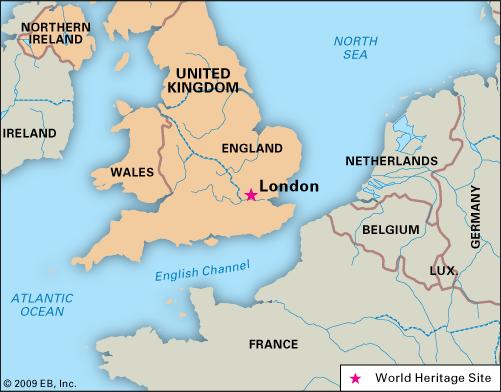 NORTHERN
IRELAND
NORTH
SEA
UNITED
KINGDOM
IRELAND
ENGLAND
WALES
London
NETHERLANDS
BELGIUM
GERMANY
LUX.
English Channel
ATLANTIC
OCEAN
FRANCE
© 2009 EB, Inc.
World Heritage Site